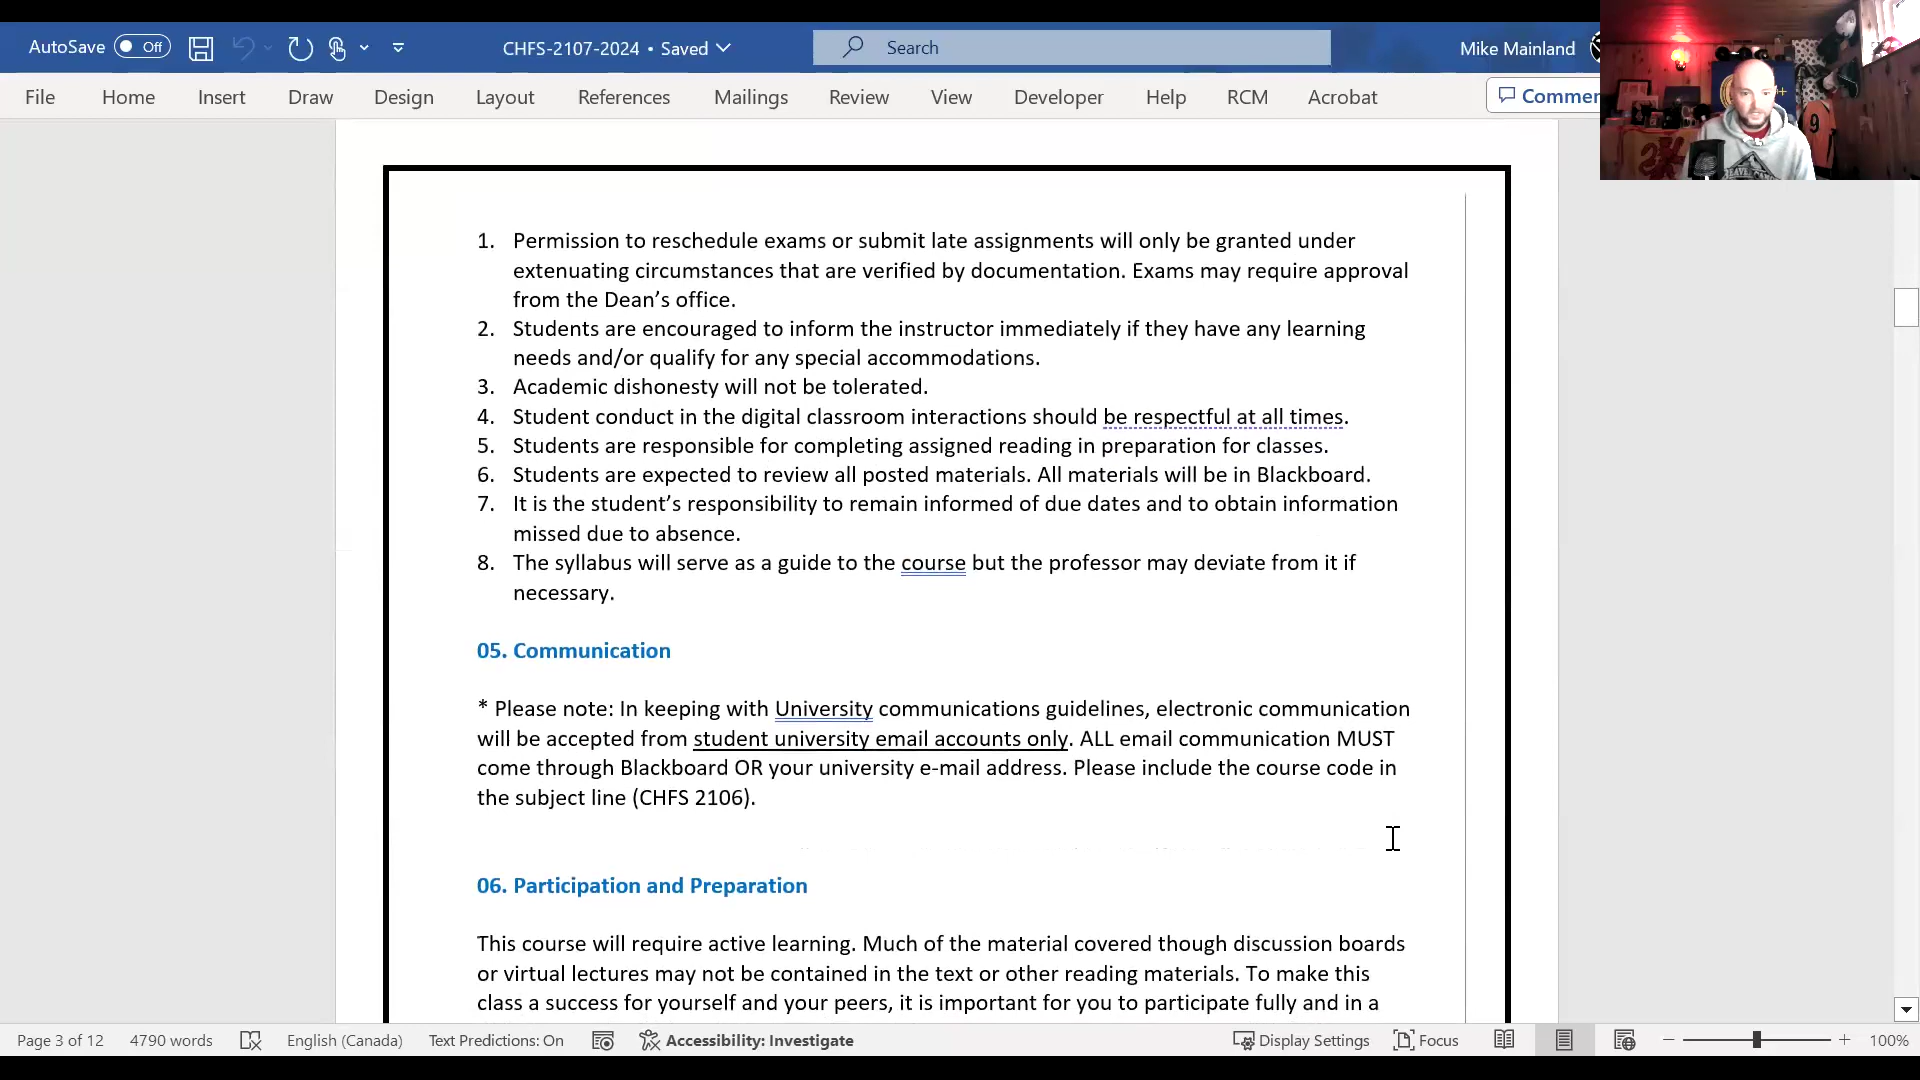 AutoSave Off CHFS-2107-2024 • Saved Search Mike Mainland
File Home Insert Draw Design Layout References Mailings Review View Developer Help RCM Acrobat
1. Permission to reschedule exams or submit late assignments will only be granted under
extenuating circumstances that are verified by documentation. Exams may require approval
from the Dean’s office.
2. Students are encouraged to inform the instructor immediately if they have any learning
needs and/or qualify for any special accommodations.
3. Academic dishonesty will not be tolerated.
4. Student conduct in the digital classroom interactions should be respectful at all times.
5. Students are responsible for completing assigned reading in preparation for classes.
6. Students are expected to review all posted materials. All materials will be in Blackboard.
7. It is the student’s responsibility to remain informed of due dates and to obtain information
missed due to absence.
8. The syllabus will serve as a guide to the course but the professor may deviate from it if
necessary.
05. Communication
* Please note: In keeping with University communications guidelines, electronic communication
will be accepted from student university email accounts only. ALL email communication MUST
come through Blackboard OR your university e-mail address. Please include the course code in
the subject line (CHFS 2106).
06. Participation and Preparation
This course will require active learning. Much of the material covered though discussion boards
or virtual lectures may not be contained in the text or other reading materials. To make this
class a success for yourself and your peers, it is important for you to participate fully and in a
Page 3 of 12 4790 words English (Canada) Text Predictions: On Accessibility: Investigate Display Settings Focus 100%
9